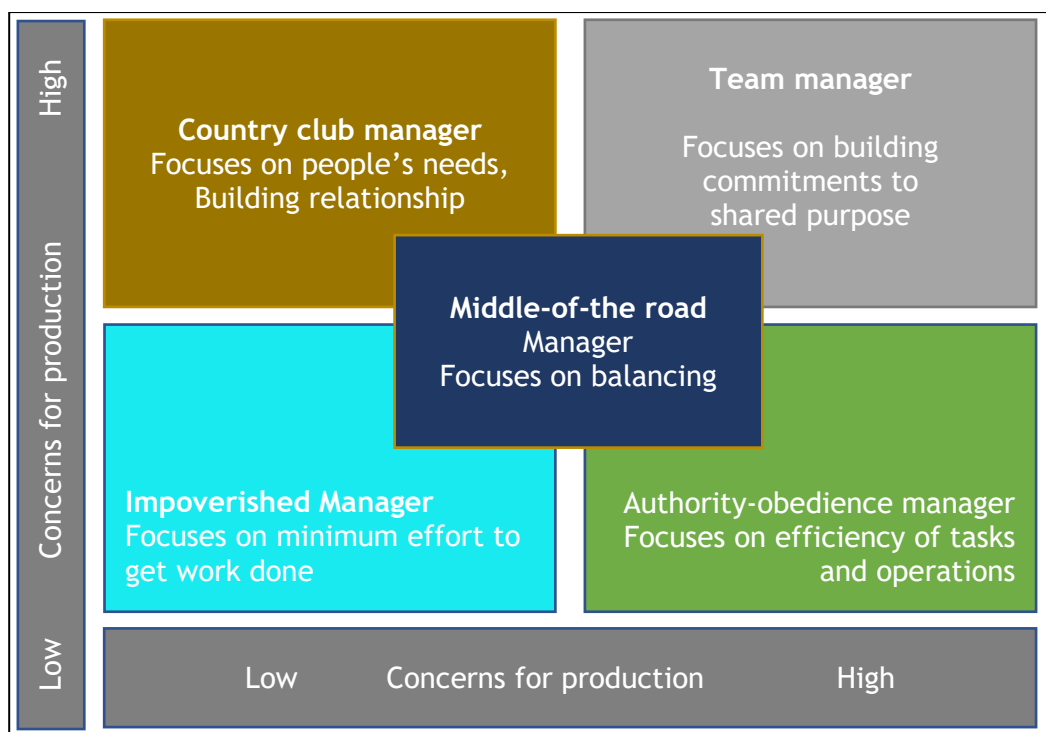 High
Concerns for production
Low
Country club manager
Focuses on people’s needs,
Building relationship
Team manager
Focuses on building
commitments to
shared purpose
Middle-of-the road
Manager
Focuses on balancing
Impoverished Manager
Focuses on minimum effort to
get work done
Authority-obedience manager
Focuses on efficiency of tasks
and operations
Low Concerns for production High